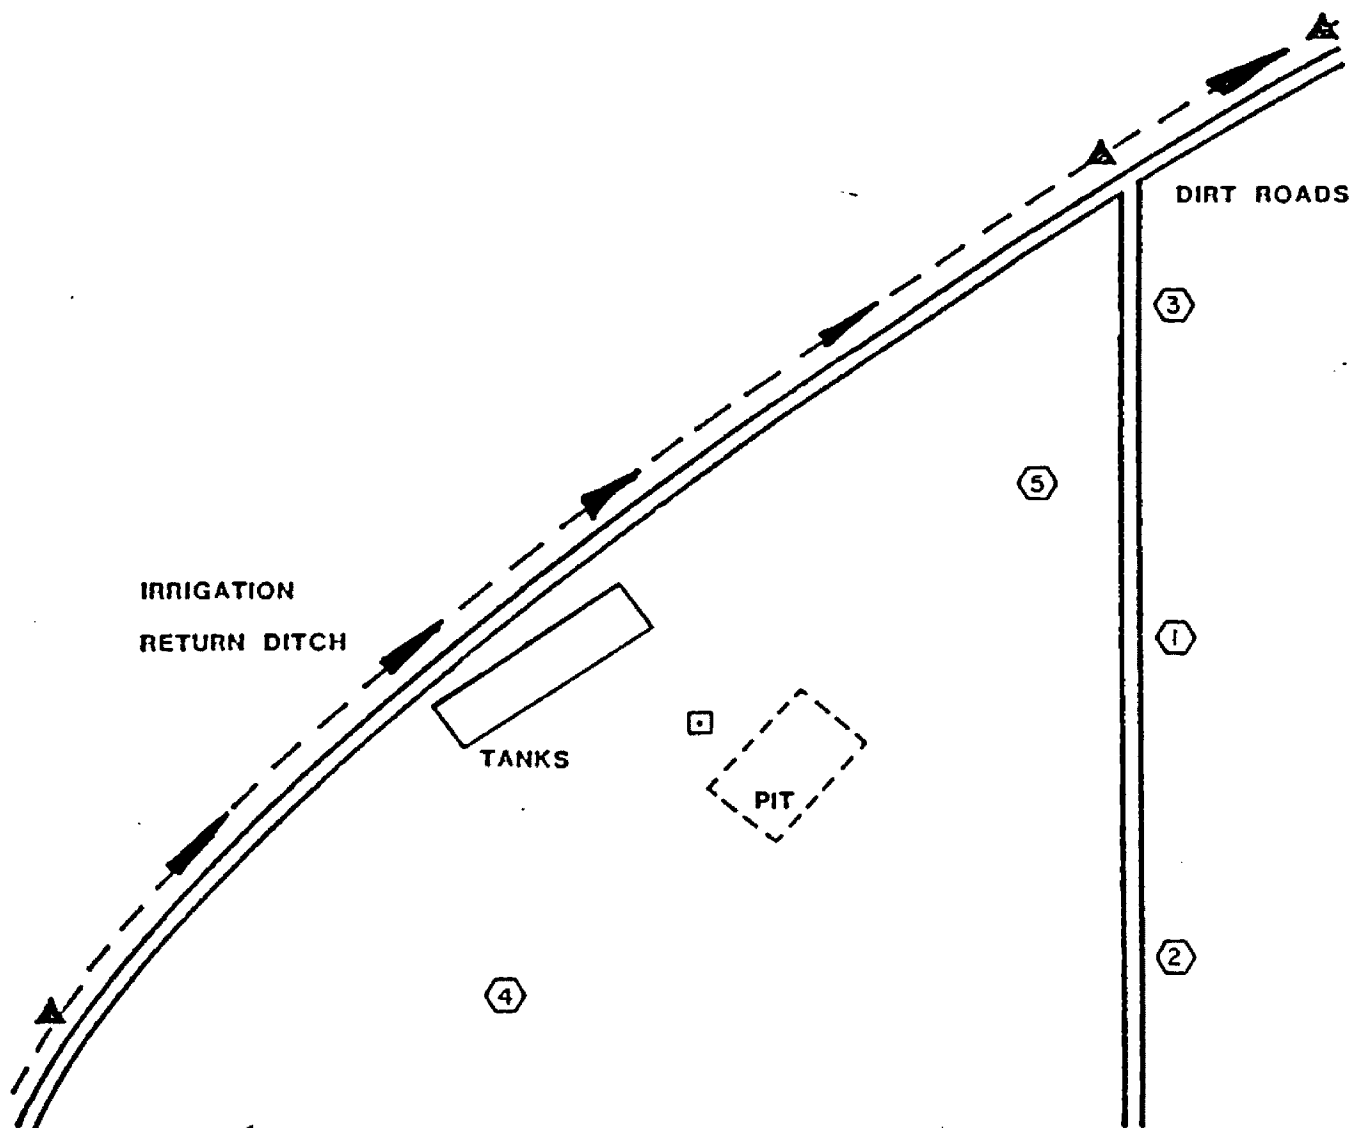 DIRT ROADS
3
5
IRRIGATION
RETURN DITCH
1
TANKS
PIT
2
4